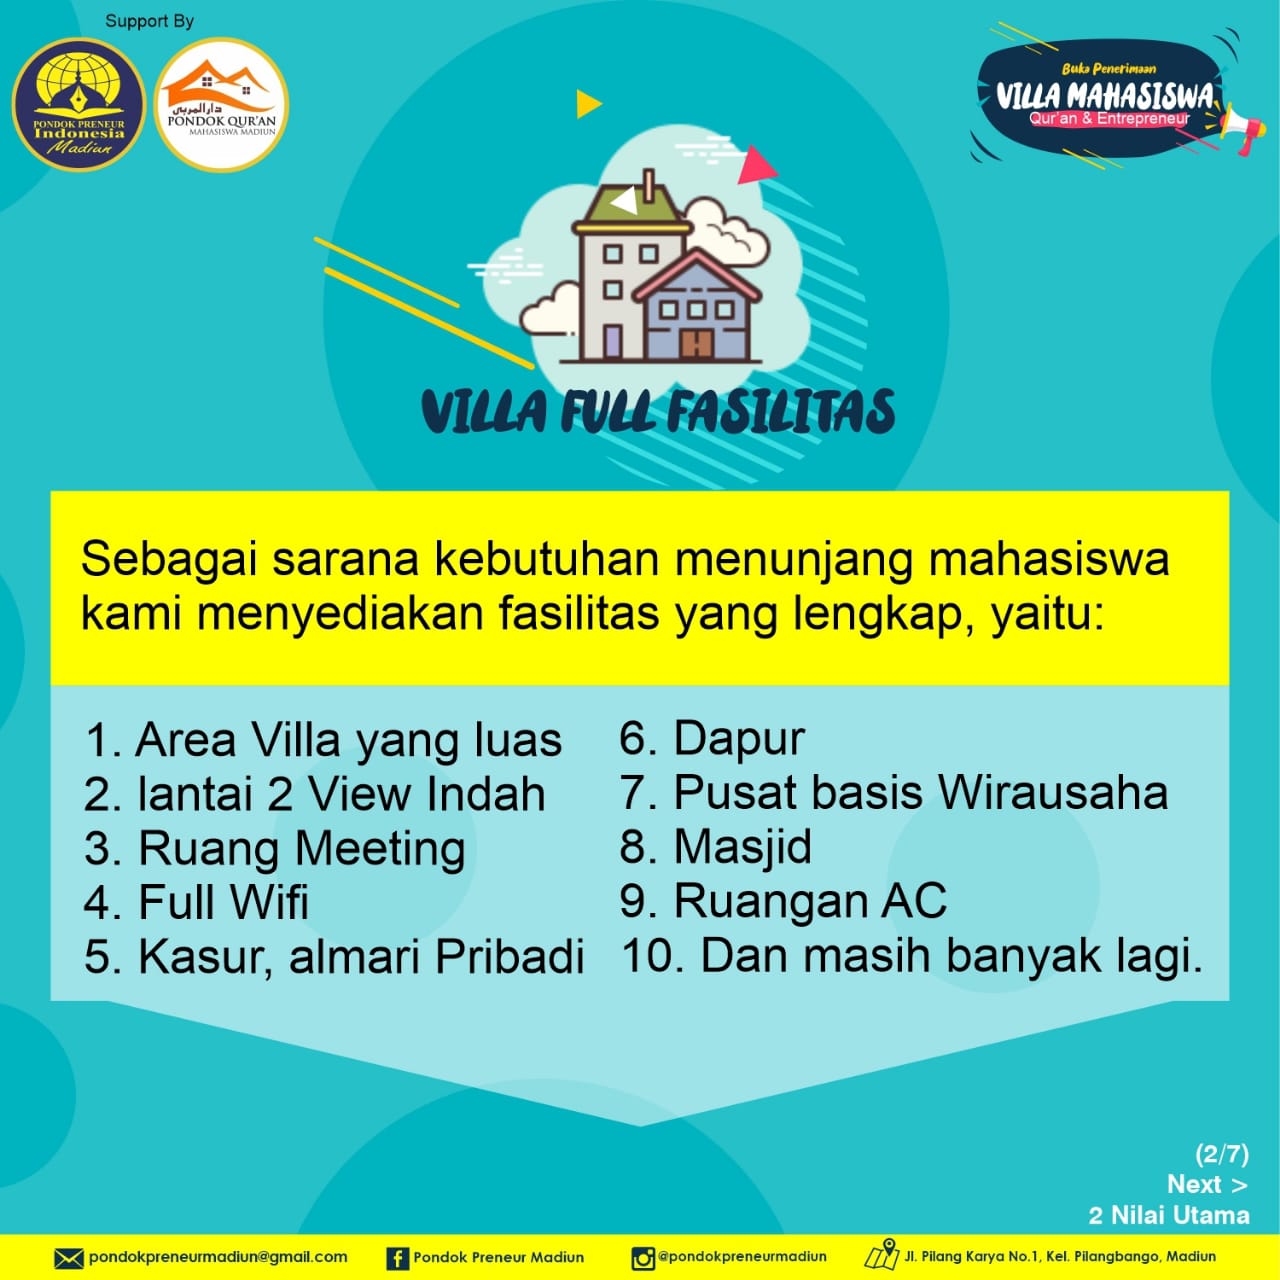 Support By
PONDOK PRENEUR
Indonesia
Madiun
دارالمربي
PONDOK QUR'AN
MAHASISWA MADIUN
Buka Penerimaan
VILLA MAHASISWA
Qur'an & Entrepreneur
VILLA FULL FASILITAS
Sebagai sarana kebutuhan menunjang mahasiswa
kami menyediakan fasilitas yang lengkap, yaitu:
1. Area Villa yang luas
2. lantai 2 View Indah
3. Ruang Meeting
4. Full Wifi
5. Kasur, almari Pribadi
6. Dapur
7. Pusat basis Wirausaha
8. Masjid
9. Ruangan AC
10. Dan masih banyak lagi.
(2/7)
Next >
2 Nilai Utama
pondokpreneurmadiun@gmail.com
Pondok Preneur Madiun
@pondokpreneurmadiun
Jl. Pilang Karya No.1, Kel. Pilangbango, Madiun